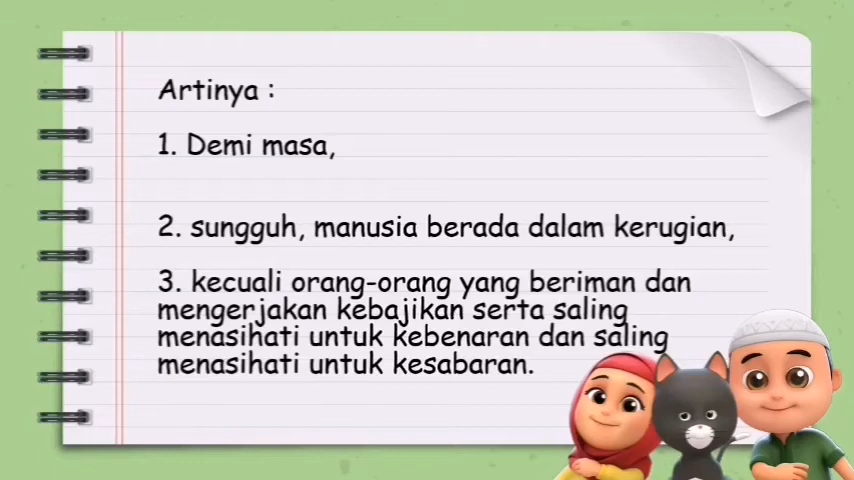 Artinya :
1. Demi masa,
2. sungguh, manusia berada dalam kerugian,
3. kecuali orang-orang yang beriman dan
mengerjakan kebajikan serta saling
menasihati untuk kebenaran dan saling
menasihati untuk kesabaran.